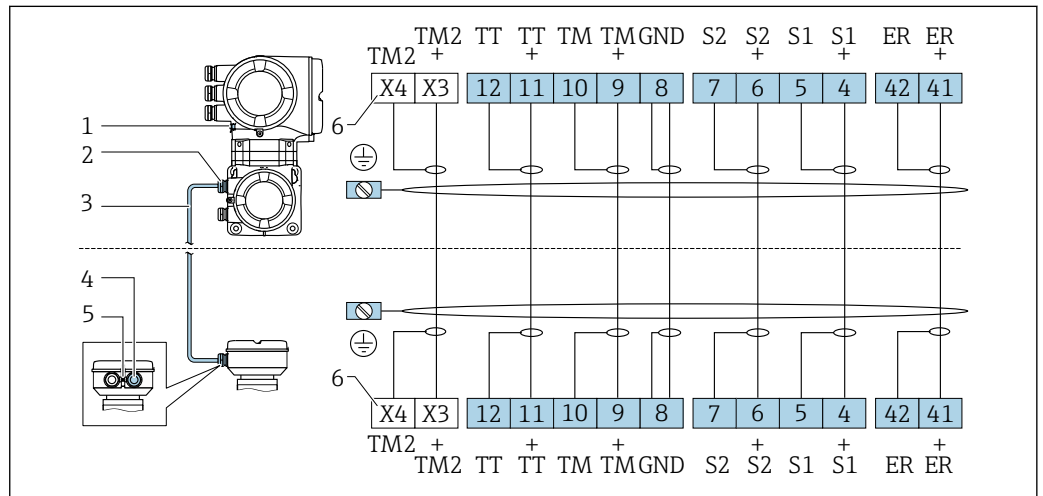 TM2 TT TT TM TM GND S2 S2 S1 S1 ER ER
TM2 + + + + + +
X4 X3 12 11 10 9 8 7 6 5 4 42 41
1
6
2
3
4
5
6
X4 X3 12 11 10 9 8 7 6 5 4 42 41
TM2 + + + + + +
TM2 TT TT TM TM GND S2 S2 S1 S1 ER ER